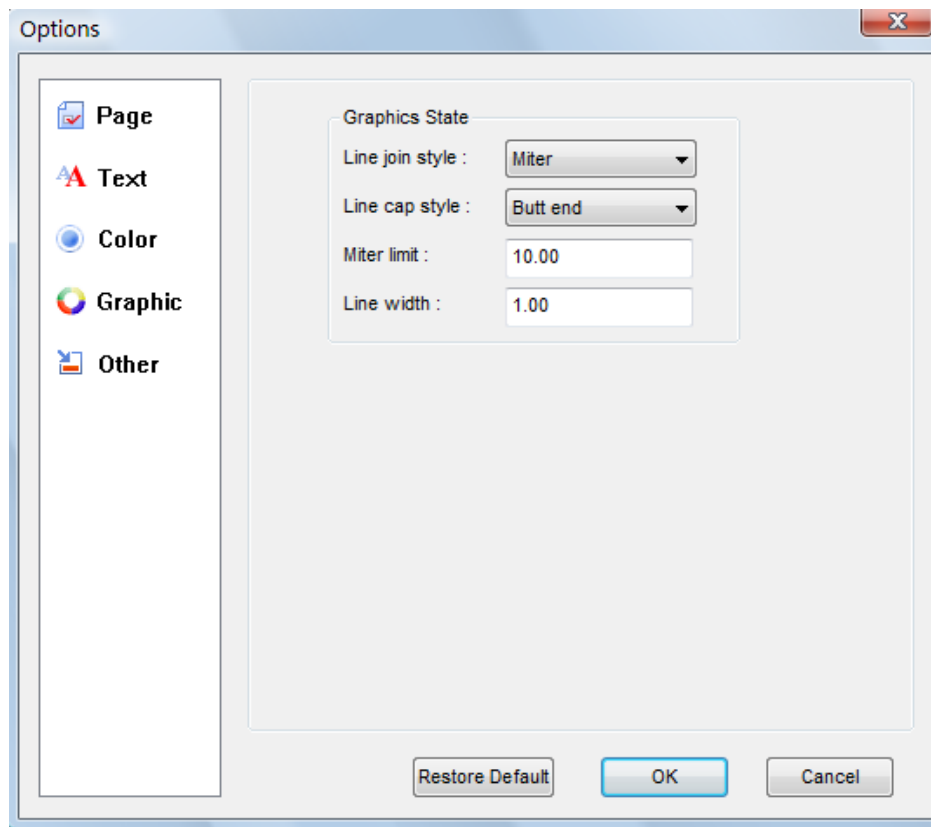 Options
Page
Text
Color
Graphic
Other
Graphics State
Line join style : Miter
Line cap style : Butt end
Miter limit : 10.00
Line width : 1.00
Restore Default OK Cancel